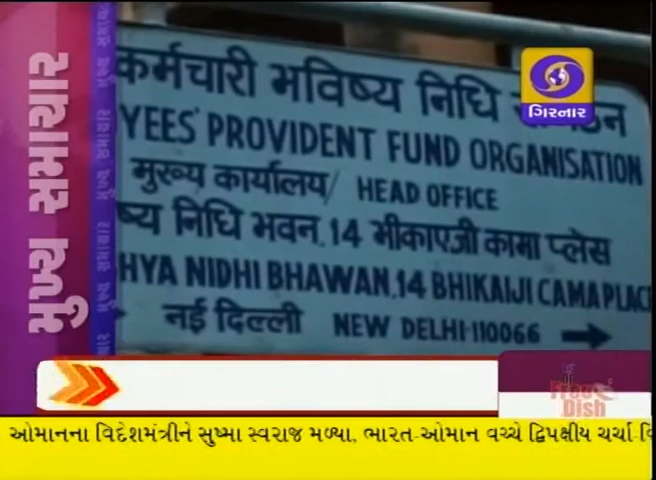 મુખ્ય સમાચાર
कर्मचारी भविष्य निधि
YEES' PROVIDENT FUND ORGANISATION
मुख्य कार्यालय/ HEAD OFFICE
ष्य निधि भवन, 14 भीकाएजी कामा प्लेस
HYA NIDHI BHAWAN, 14 BHIKAIJI CAMA PLAC
नई दिल्ली NEW DELHI-110066
ગિરનાર
Free Dish
ઓમાનના વિદેશમંત્રીને સુષ્મા સ્વરાજ મળ્યા, ભારત-ઓમાન વચ્ચે દ્વિપક્ષીય ચર્ચા-વિ